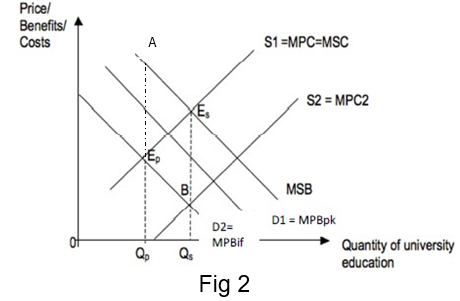 Price/
Benefits/
Costs
A
S1 =MPC=MSC
S2 = MPC2
Es
Ep
B
MSB
D1 = MPBpk
D2=
MPBif
0
Qp
Qs
Quantity of university
education
Fig 2